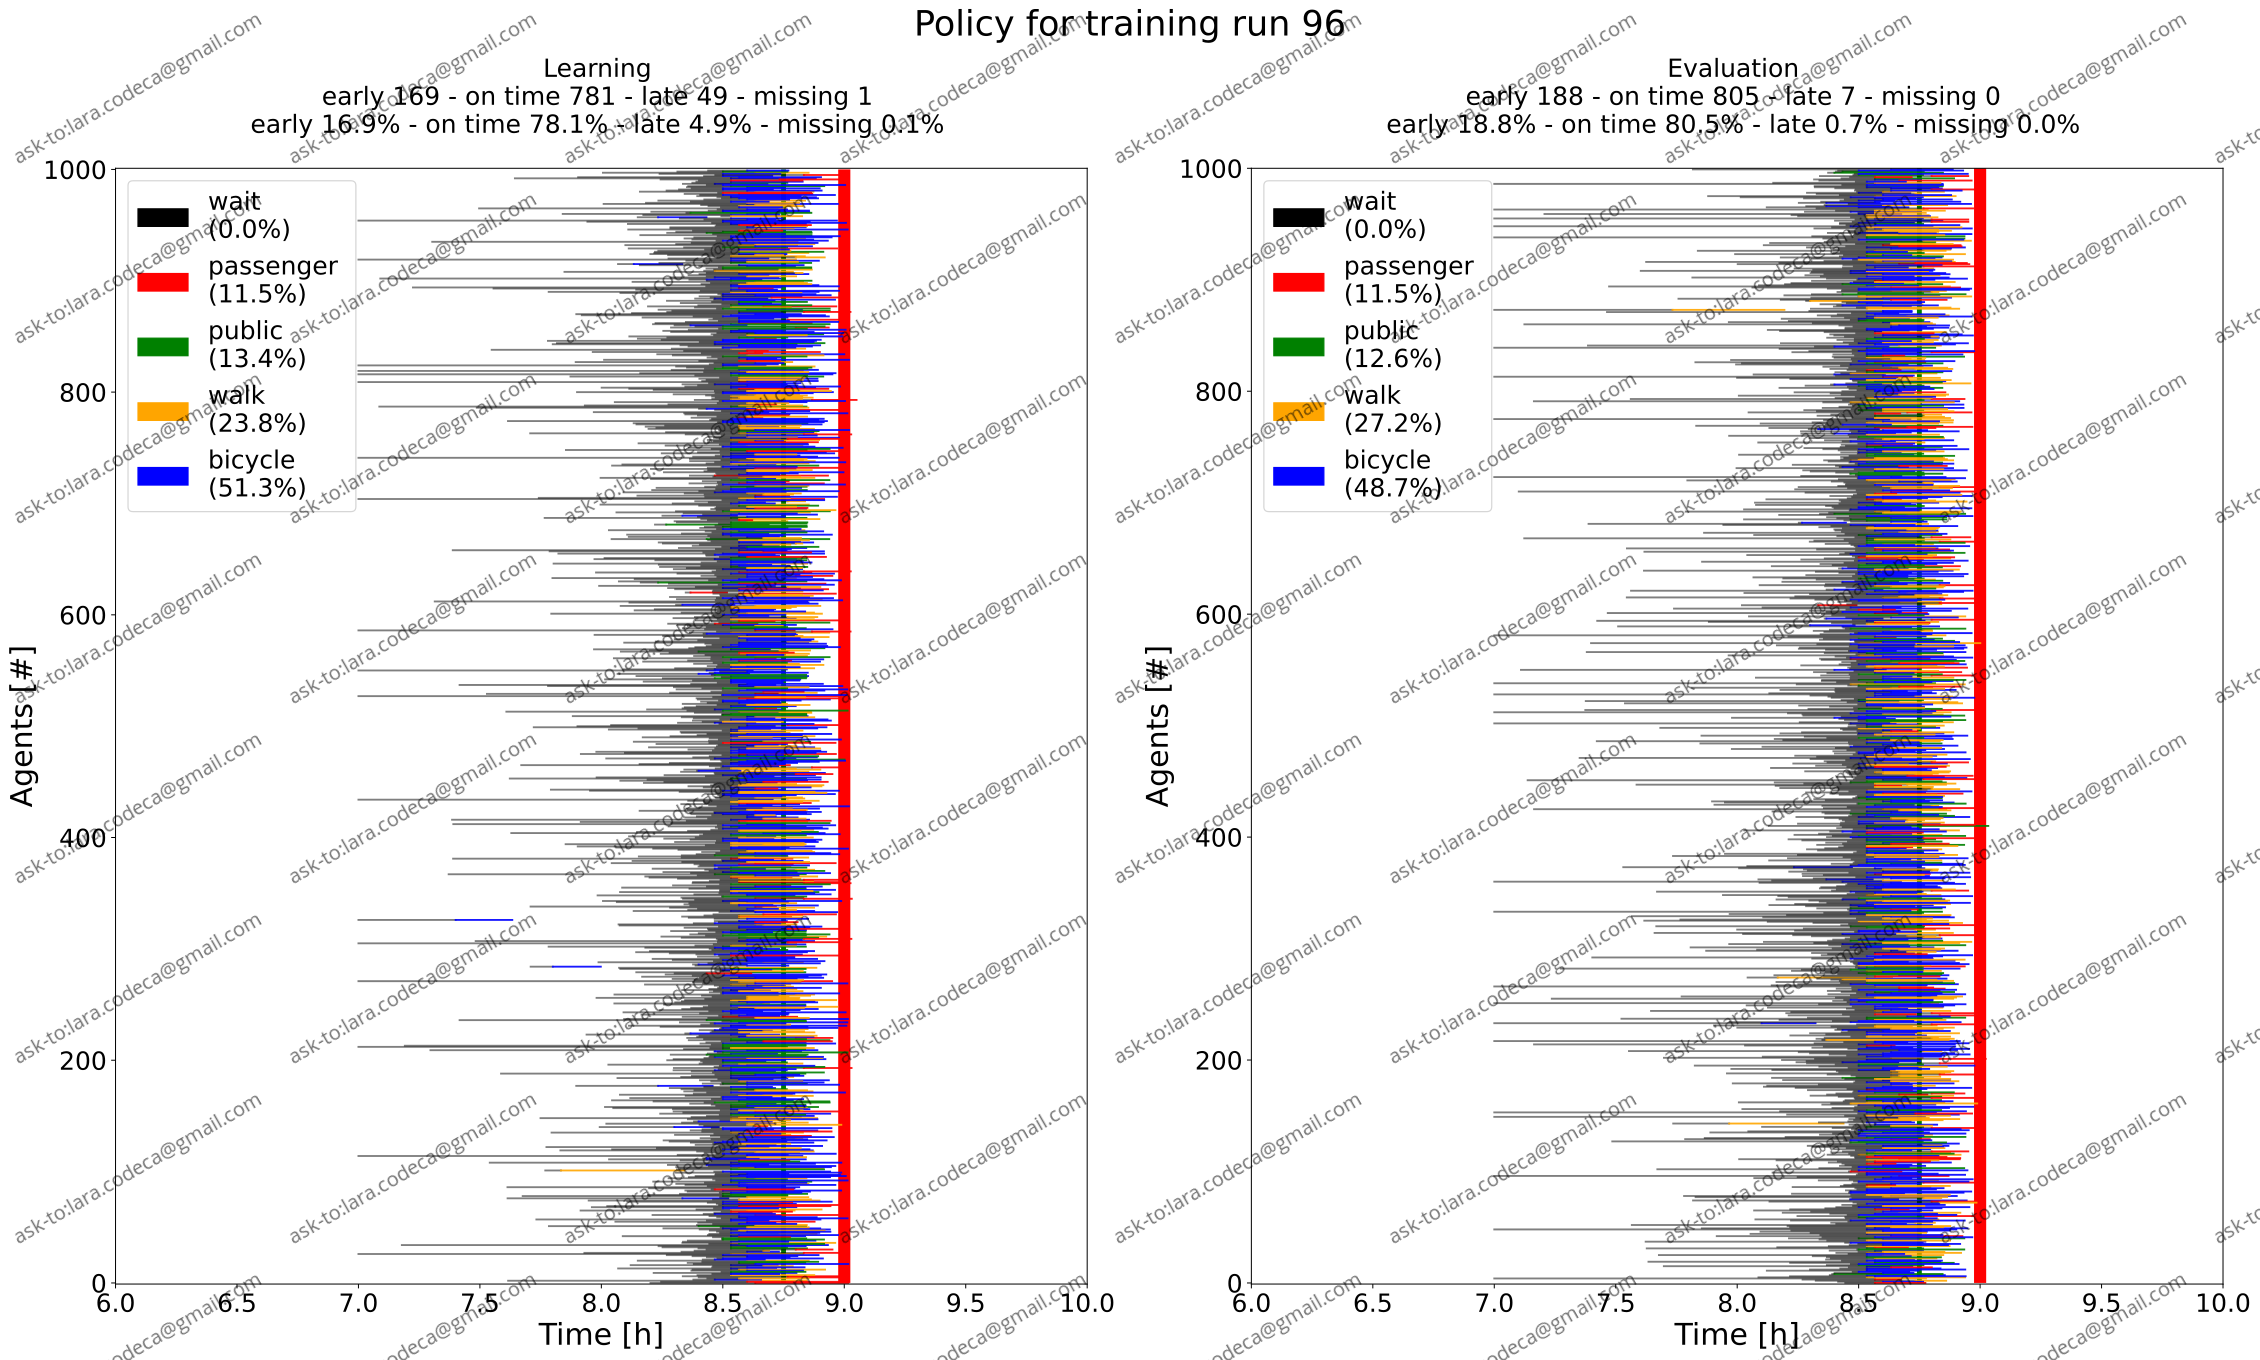 Policy for training run 96
Learning
early 169 - on time 781 - late 49 - missing 1
early 16.9% - on time 78.1% - late 4.9% - missing 0.1%
1000
800
600
400
200
0
Agents [#]
wait
(0.0%)
passenger
(11.5%)
public
(13.4%)
walk
(23.8%)
bicycle
(51.3%)
6.0 6.5 7.0 7.5 8.0 8.5 9.0 9.5 10.0
Time [h]
Evaluation
early 188 - on time 805 - late 7 - missing 0
early 18.8% - on time 80.5% - late 0.7% - missing 0.0%
1000
800
600
400
200
0
Agents [#]
wait
(0.0%)
passenger
(11.5%)
public
(12.6%)
walk
(27.2%)
bicycle
(48.7%)
6.0 6.5 7.0 7.5 8.0 8.5 9.0 9.5 10.0
Time [h]
ask-to:lara.codeca@gmail.com